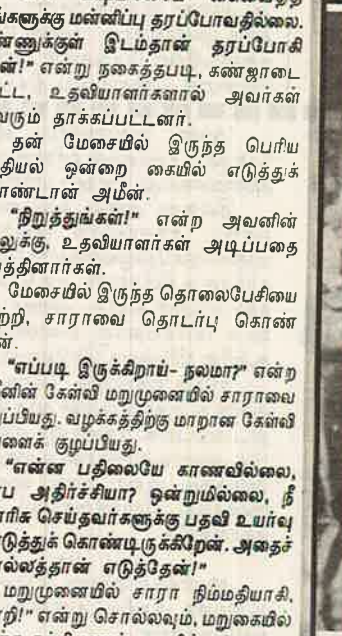 ங்களுக்கு மன்னிப்பு தரப்போவதில்லை.
ண்ணுக்குள் இடம்தான் தரப்போகி
ன்!" என்று நகைத்தபடி, கண்ஜாடை
ட்ட, உதவியாளர்களால் அவர்கள்
வரும் தாக்கப்பட்டனர்.
தன் மேசையில் இருந்த பெரிய
தியல் ஒன்றை கையில் எடுத்துக்
ாண்டான் அமீன்.
"நிறுத்துங்கள்!" என்ற அவனின்
லுக்கு, உதவியாளர்கள் அடிப்பதை
த்தினார்கள்.
மேசையில் இருந்த தொலைபேசியை
ற்றி, சாராவை தொடர்பு கொண்
ன்.
"எப்படி இருக்கிறாய்- நலமா?" என்ற
னின் கேள்வி மறுமுனையில் சாராவை
ப்பியது. வழக்கத்திற்கு மாறான கேள்வி
ளைக் குழப்பியது.
"என்ன பதிலையே காணவில்லை,
ப அதிர்ச்சியா? ஒன்றுமில்லை, நீ
ாரிசு செய்தவர்களுக்கு பதவி உயர்வு
டுத்துக் கொண்டிருக்கிறேன். அதைச்
ல்லத்தான் எடுத்தேன்!"
மறுமுனையில் சாரா நிம்மதியாகி,
றி!" என்று சொல்லவும், மறுகையில்